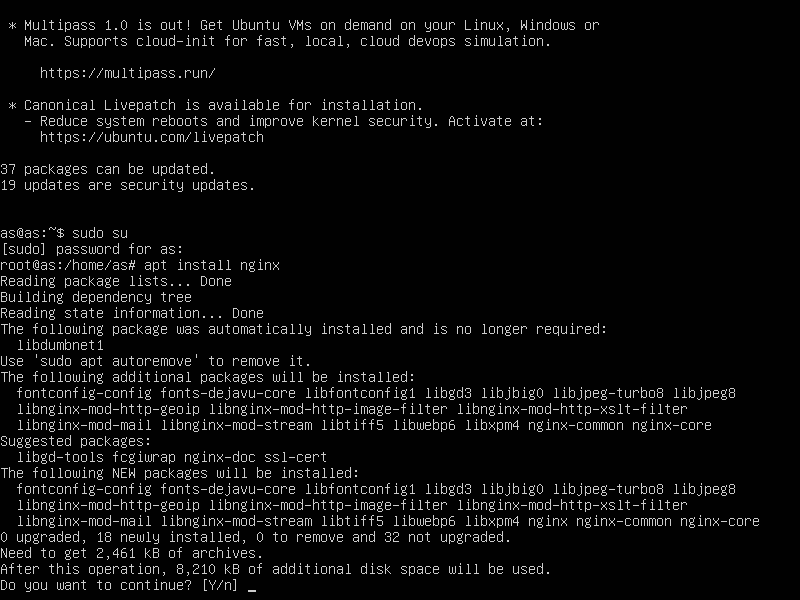 * Multipass 1.0 is out! Get Ubuntu VMs on demand on your Linux, Windows or
Mac. Supports cloud-init for fast, local, cloud devops simulation.
https://multipass.run/
* Canonical Livepatch is available for installation.
- Reduce system reboots and improve kernel security. Activate at:
https://ubuntu.com/livepatch
37 packages can be updated.
19 updates are security updates.
as@as:~$ sudo su
[sudo] password for as:
root@as:/home/as# apt install nginx
Reading package lists... Done
Building dependency tree
Reading state information... Done
The following package was automatically installed and is no longer required:
libdumbnet1
Use 'sudo apt autoremove' to remove it.
The following additional packages will be installed:
fontconfig-config fonts-dejavu-core libfontconfig1 libgd3 libjbig0 libjpeg-turbo8 libjpeg8
libnginx-mod-http-geoip libnginx-mod-http-image-filter libnginx-mod-http-xslt-filter
libnginx-mod-mail libnginx-mod-stream libtiff5 libwebp6 libxpm4 nginx-common nginx-core
Suggested packages:
libgd-tools fcgiwrap nginx-doc ssl-cert
The following NEW packages will be installed:
fontconfig-config fonts-dejavu-core libfontconfig1 libgd3 libjbig0 libjpeg-turbo8 libjpeg8
libnginx-mod-http-geoip libnginx-mod-http-image-filter libnginx-mod-http-xslt-filter
libnginx-mod-mail libnginx-mod-stream libtiff5 libwebp6 libxpm4 nginx nginx-common nginx-core
0 upgraded, 18 newly installed, 0 to remove and 32 not upgraded.
Need to get 2,461 kB of archives.
After this operation, 8,210 kB of additional disk space will be used.
Do you want to continue? [Y/n] _